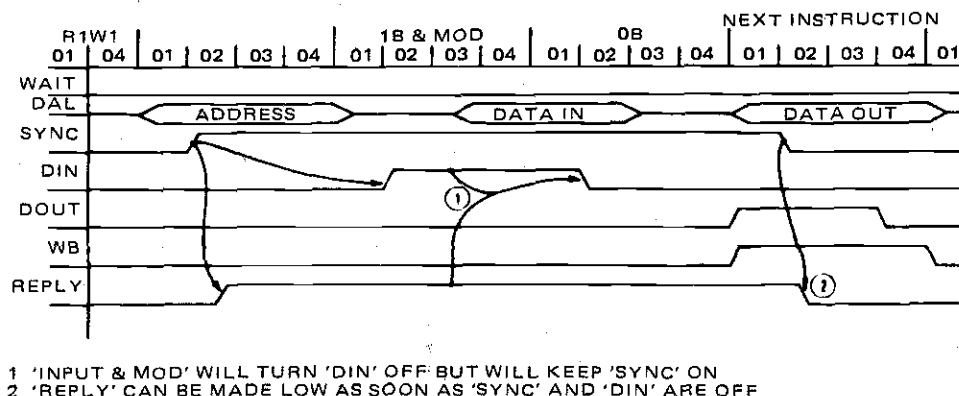 NEXT INSTRUCTION
R1W1 1B & MOD 0B
01 04 01 02 03 04 01 02 03 04 01 02 03 04 01 02 03 04 01
WAIT
DAL ADDRESS DATA IN DATA OUT
SYNC
DIN
1
DOUT
WB
REPLY 2
1 'INPUT & MOD' WILL TURN 'DIN' OFF BUT WILL KEEP 'SYNC' ON
2 'REPLY' CAN BE MADE LOW AS SOON AS 'SYNC' AND 'DIN' ARE OFF